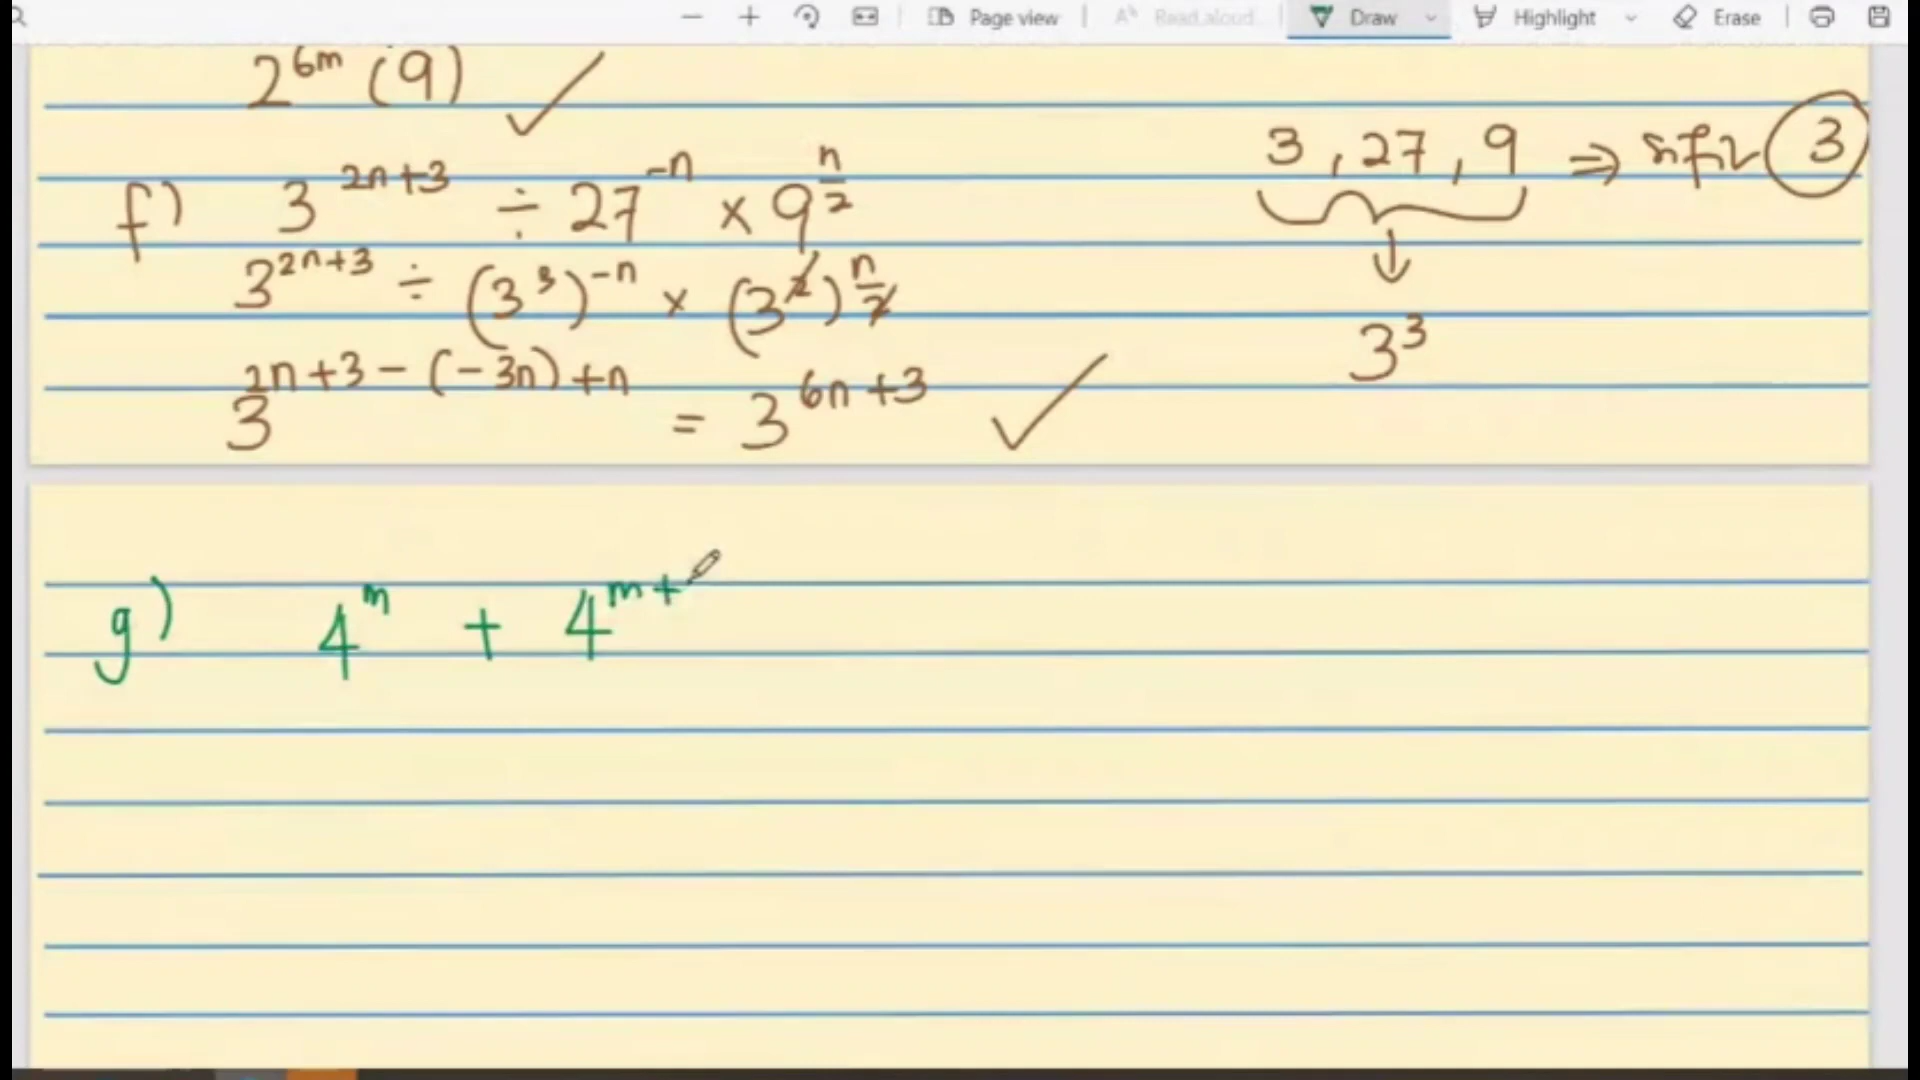 Page view Read aloud Draw Highlight Erase
2^{6m} (9) ✓
3, 27, 9 ⇒ sifir 3
f) 3^{2n+3} ÷ 27^{-n} × 9^{n/2}
3^{2n+3} ÷ (3^3)^{-n} × (3^2)^{n/2}
3^3
3^{2n+3-(-3n)+n} = 3^{6n+3} ✓
g) 4^m + 4^{m+